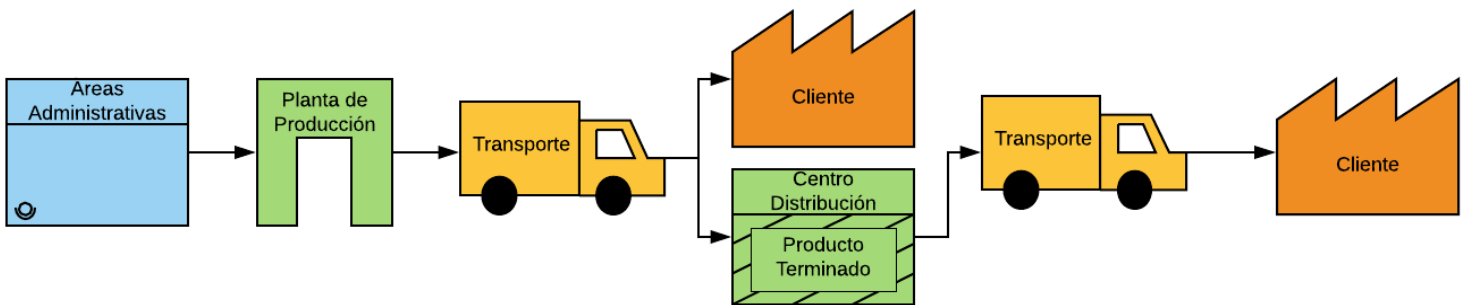 Areas
Administrativas
Planta de
Producción
Transporte
Cliente
Centro
Distribución
Producto
Terminado
Transporte
Cliente